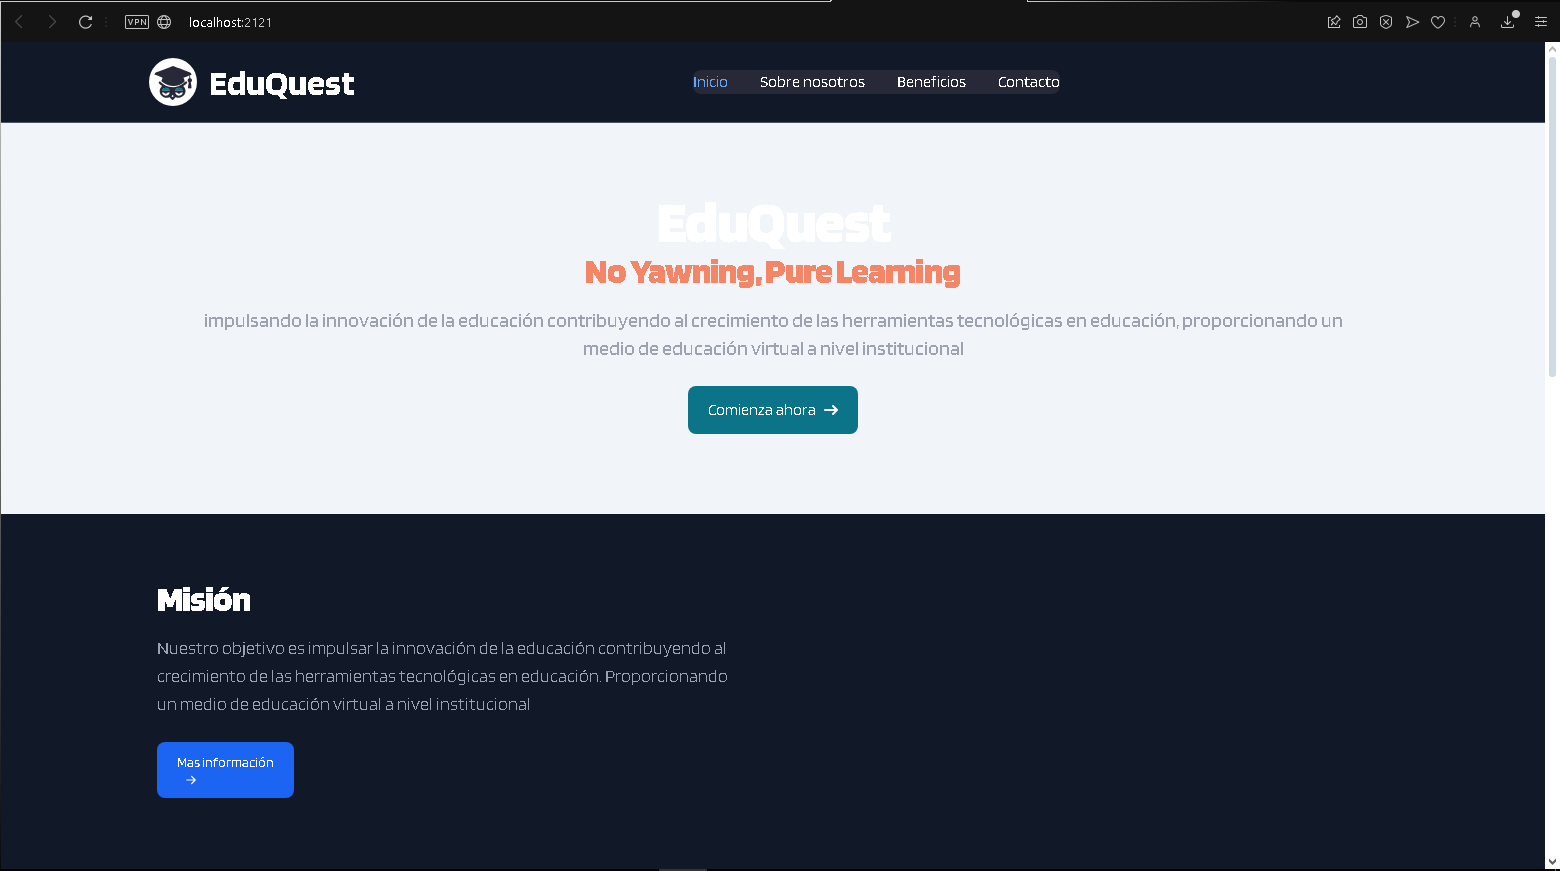 VPN localhost:2121
EduQuest
Inicio Sobre nosotros Beneficios Contacto
EduQuest
No Yawning, Pure Learning
impulsando la innovación de la educación contribuyendo al crecimiento de las herramientas tecnológicas en educación, proporcionando un
medio de educación virtual a nivel institucional
Comienza ahora →
Misión
Nuestro objetivo es impulsar la innovación de la educación contribuyendo al
crecimiento de las herramientas tecnológicas en educación. Proporcionando
un medio de educación virtual a nivel institucional
Mas información
→